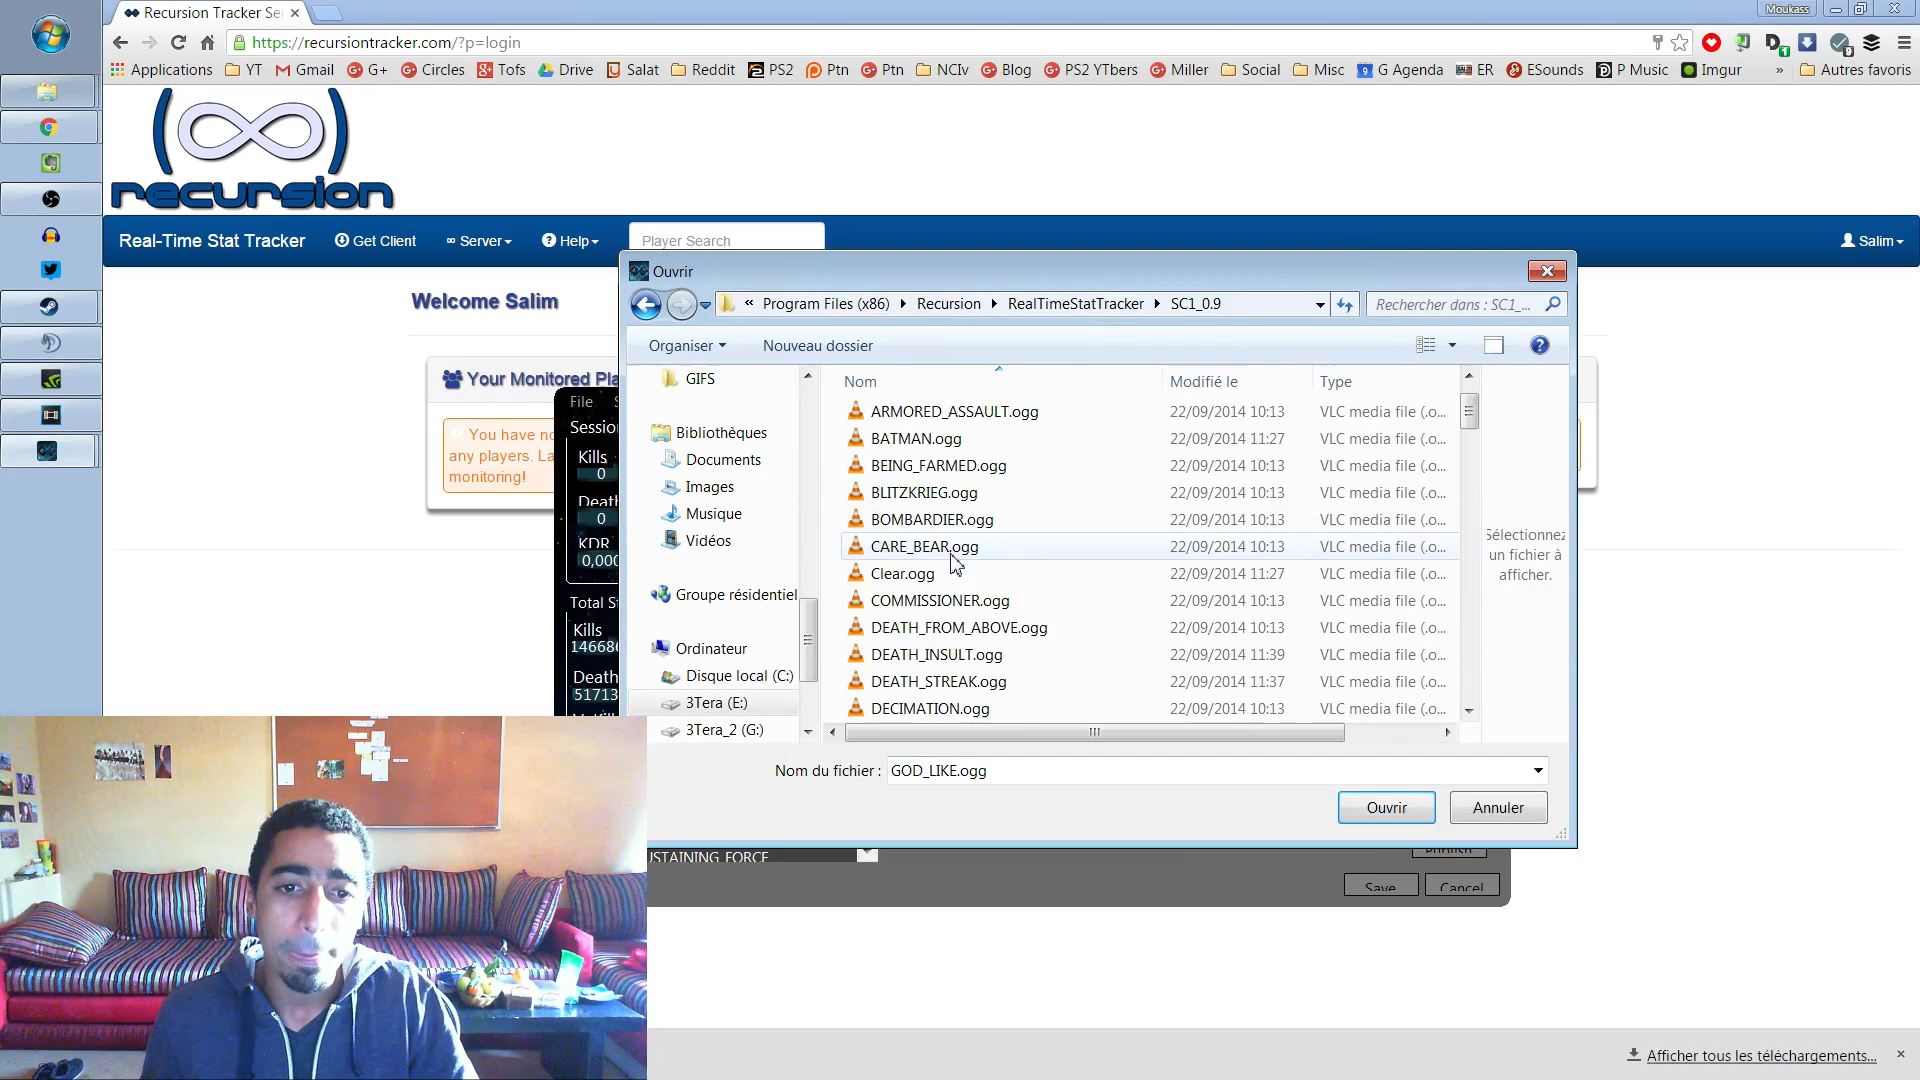 Recursion Tracker Se
Moukass
https://recursiontracker.com/?p=login
Applications YT Gmail G+ Circles Tofs Drive Salat Reddit PS2 Ptn Ptn NCIv Blog PS2 YTbers Miller Social Misc G Agenda ER ESounds P Music Imgur » Autres favoris
recursion
Real-Time Stat Tracker Get Client Server Help Player Search Salim
Welcome Salim
Your Monitored Pla
You have no
any players. La
monitoring!
File
Session
Kills
0
Death
0
KDR
0,000
Total St
Kills
14668
Death
51713
Ouvrir
« Program Files (x86) Recursion RealTimeStatTracker SC1_0.9
Rechercher dans : SC1_...
Organiser Nouveau dossier
GIFS
Bibliothèques
Documents
Images
Musique
Vidéos
Groupe résidentiel
Ordinateur
Disque local (C:)
3Tera (E:)
3Tera_2 (G:)
Nom Modifié le Type
ARMORED_ASSAULT.ogg 22/09/2014 10:13 VLC media file (.o...
BATMAN.ogg 22/09/2014 11:27 VLC media file (.o...
BEING_FARMED.ogg 22/09/2014 10:13 VLC media file (.o...
BLITZKRIEG.ogg 22/09/2014 10:13 VLC media file (.o...
BOMBARDIER.ogg 22/09/2014 10:13 VLC media file (.o...
CARE_BEAR.ogg 22/09/2014 10:13 VLC media file (.o...
Clear.ogg 22/09/2014 11:27 VLC media file (.o...
COMMISSIONER.ogg 22/09/2014 10:13 VLC media file (.o...
DEATH_FROM_ABOVE.ogg 22/09/2014 10:13 VLC media file (.o...
DEATH_INSULT.ogg 22/09/2014 11:39 VLC media file (.o...
DEATH_STREAK.ogg 22/09/2014 11:37 VLC media file (.o...
DECIMATION.ogg 22/09/2014 10:13 VLC media file (.o...
Sélectionnez
un fichier à
afficher.
Nom du fichier : GOD_LIKE.ogg
Ouvrir Annuler
USTAINING_FORCE
Publish
Save Cancel
Afficher tous les téléchargements...